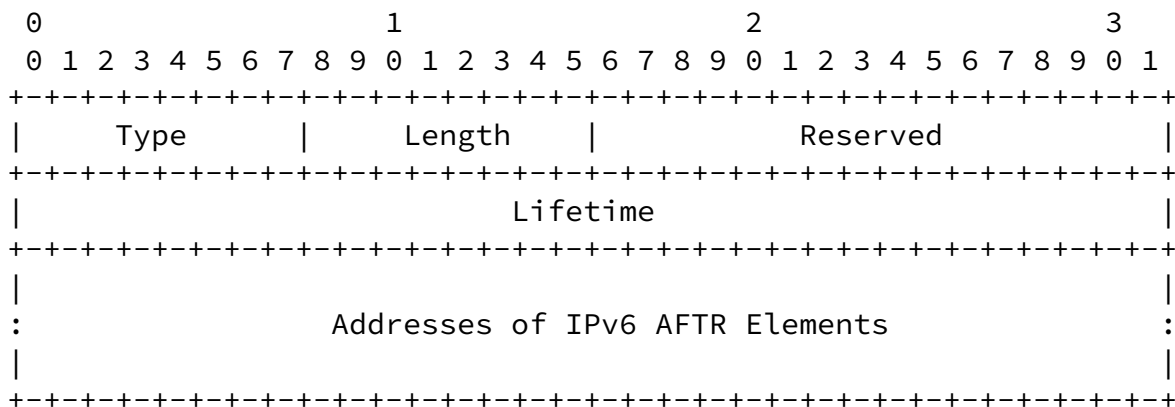 0                   1                   2                   3
 0 1 2 3 4 5 6 7 8 9 0 1 2 3 4 5 6 7 8 9 0 1 2 3 4 5 6 7 8 9 0 1
+-+-+-+-+-+-+-+-+-+-+-+-+-+-+-+-+-+-+-+-+-+-+-+-+-+-+-+-+-+-+-+-+
|     Type      |     Length    |           Reserved            |
+-+-+-+-+-+-+-+-+-+-+-+-+-+-+-+-+-+-+-+-+-+-+-+-+-+-+-+-+-+-+-+-+
|                           Lifetime                            |
+-+-+-+-+-+-+-+-+-+-+-+-+-+-+-+-+-+-+-+-+-+-+-+-+-+-+-+-+-+-+-+-+
|                                                               |
:                 Addresses of IPv6 AFTR Elements               :
|                                                               |
+-+-+-+-+-+-+-+-+-+-+-+-+-+-+-+-+-+-+-+-+-+-+-+-+-+-+-+-+-+-+-+-+